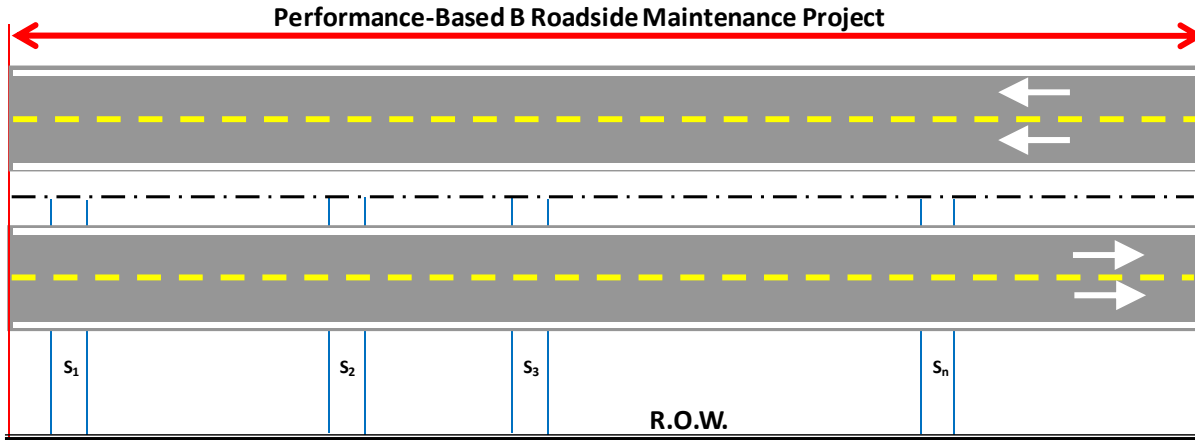 Performance-Based B Roadside Maintenance Project
S₁ S₂ S₃ Sₙ
R.O.W.